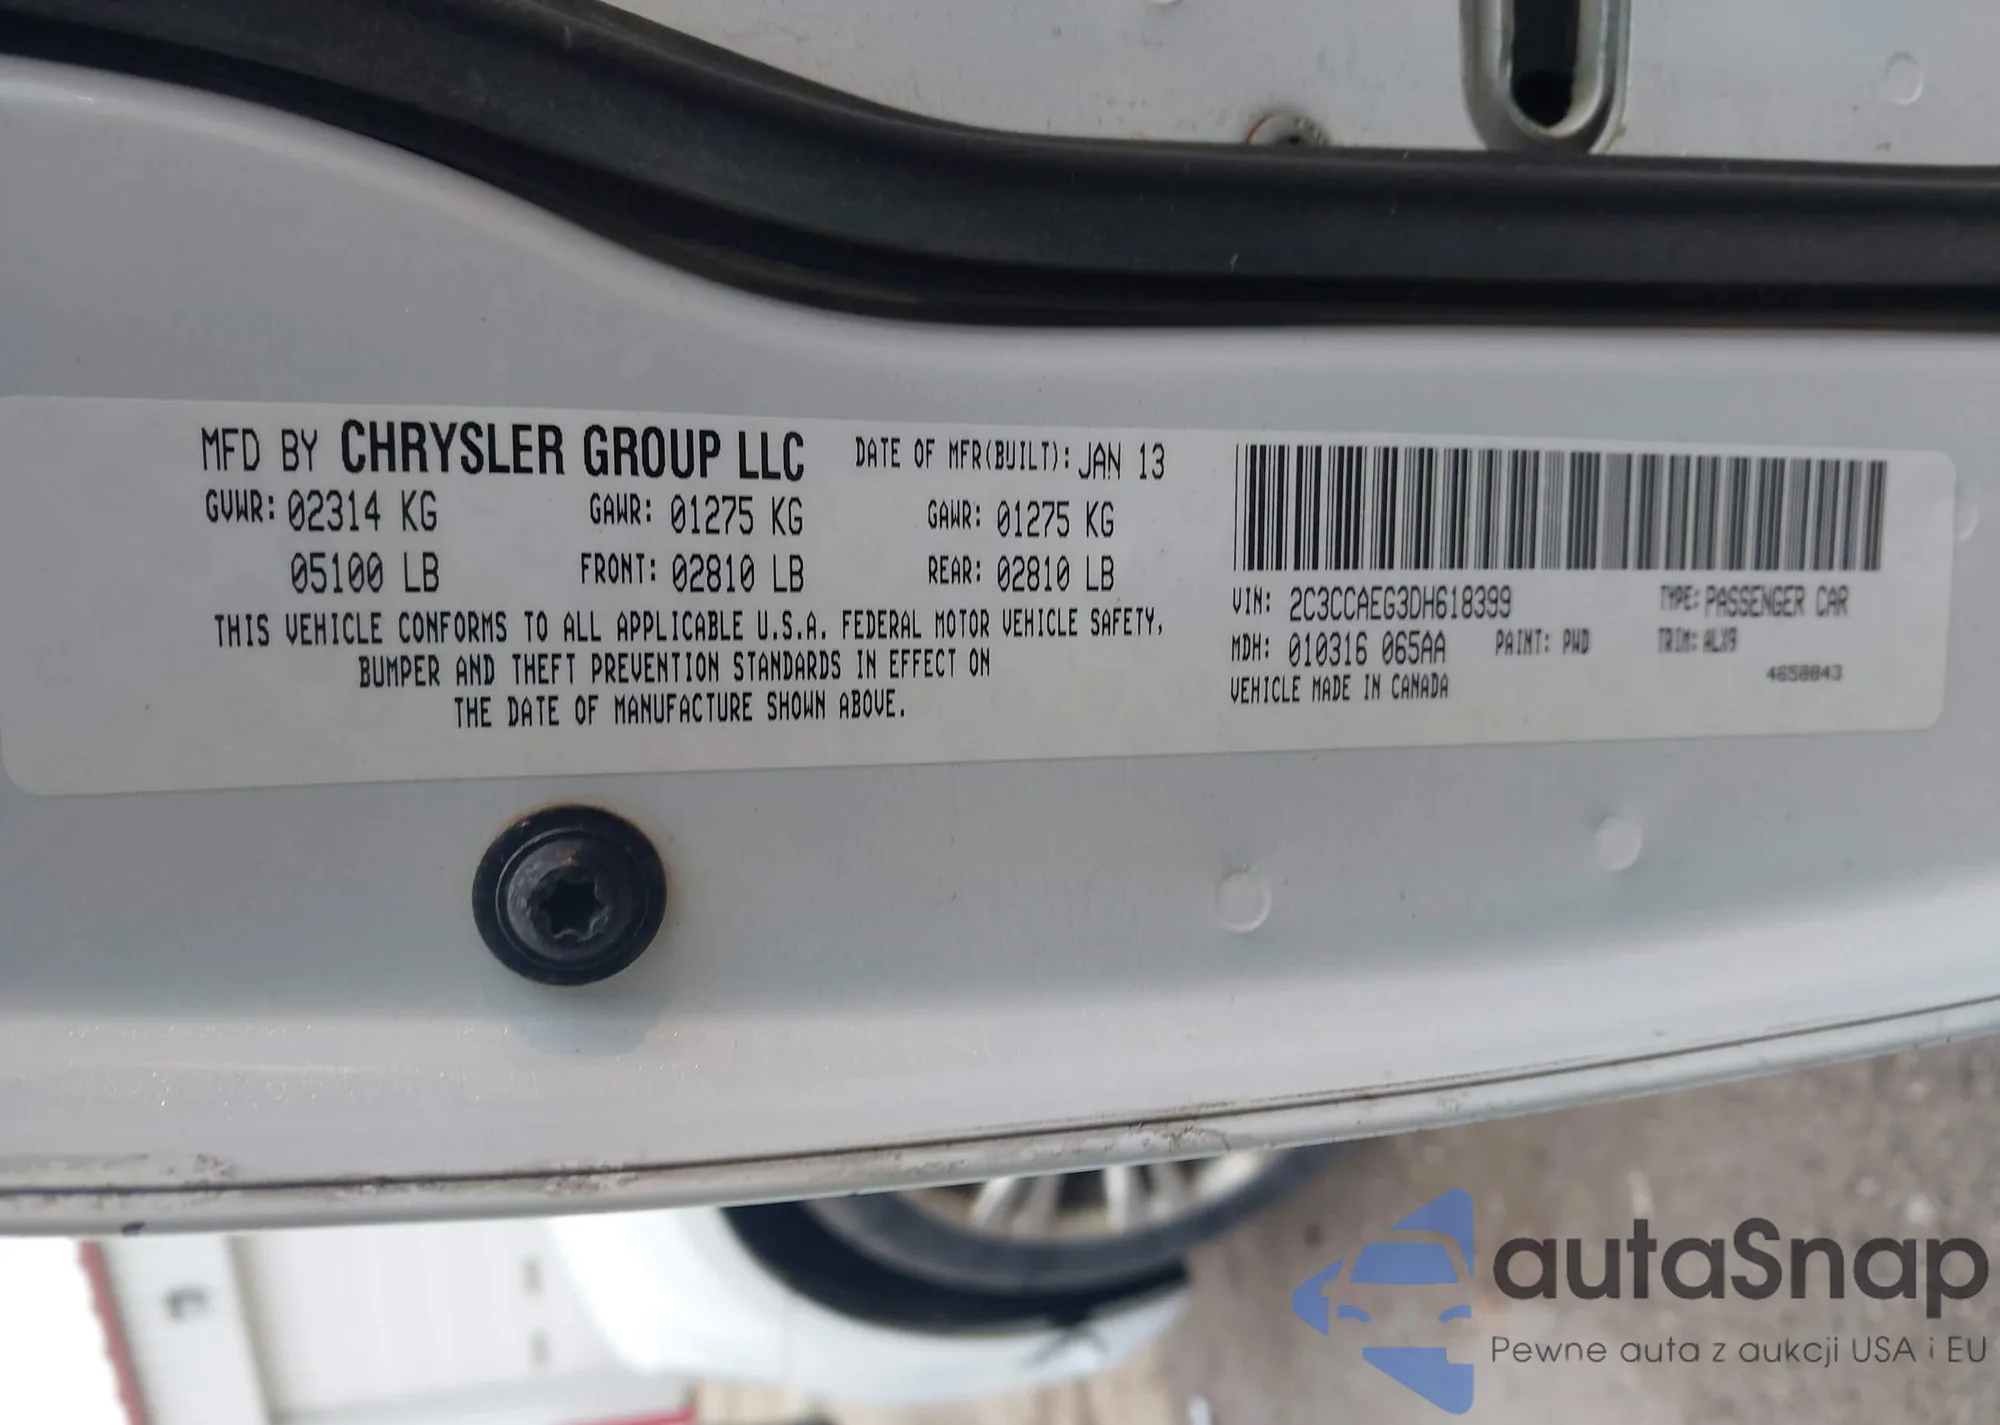 MFD BY CHRYSLER GROUP LLC DATE OF MFR(BUILT): JAN 13
GVWR: 02314 KG GAWR: 01275 KG GAWR: 01275 KG
05100 LB FRONT: 02810 LB REAR: 02810 LB
THIS VEHICLE CONFORMS TO ALL APPLICABLE U.S.A. FEDERAL MOTOR VEHICLE SAFETY,
BUMPER AND THEFT PREVENTION STANDARDS IN EFFECT ON
THE DATE OF MANUFACTURE SHOWN ABOVE.
VIN: 2C3CCAEG3DH618399 TYPE: PASSENGER CAR
MDH: 010316 065AA PAINT: PWD TRIM: ALX9
VEHICLE MADE IN CANADA 4658843
autaSnap
Pewne auta z aukcji USA i EU